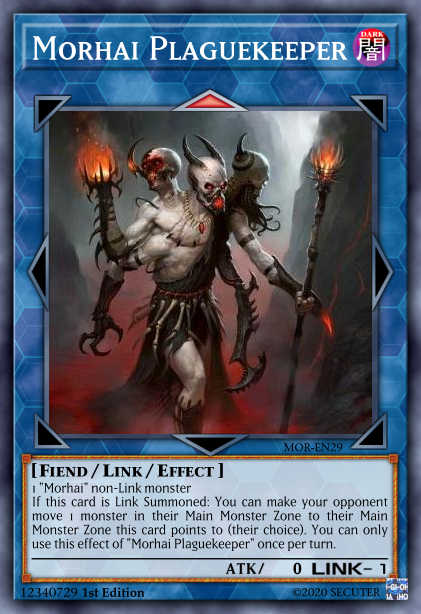 Morhai Plaguekeeper
DARK
闇
MOR-EN29
[Fiend / Link / Effect ]
1 "Morhai" non-Link monster
If this card is Link Summoned: You can make your opponent
move 1 monster in their Main Monster Zone to their Main
Monster Zone this card points to (their choice). You can only
use this effect of "Morhai Plaguekeeper" once per turn.
ATK/ 0 LINK- 1
12340729 1st Edition ©2020 SECUTER